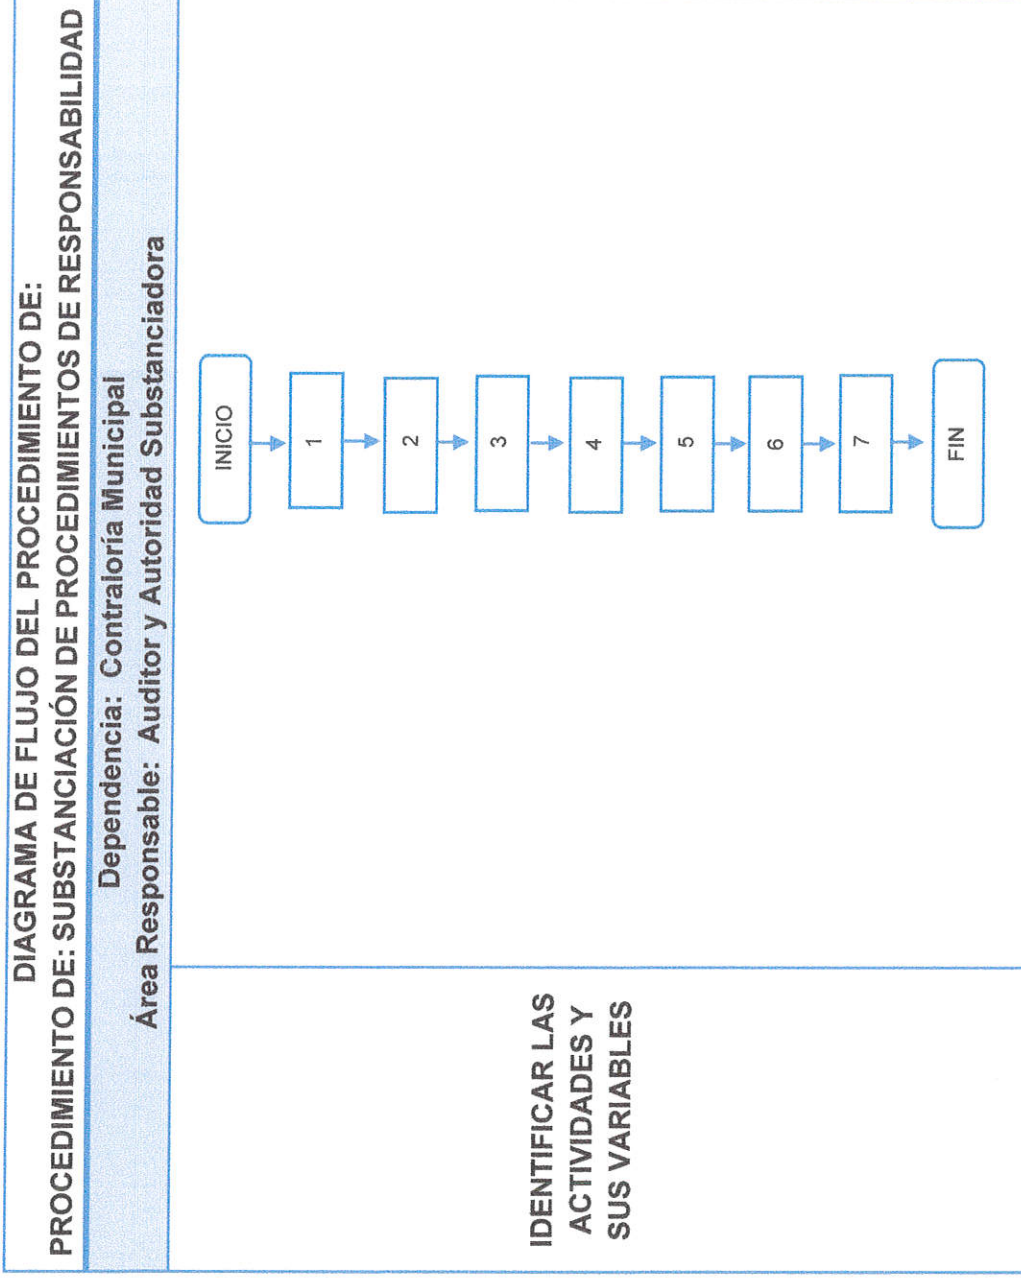 DIAGRAMA DE FLUJO DEL PROCEDIMIENTO DE:
PROCEDIMIENTO DE: SUBSTANCIACIÓN DE PROCEDIMIENTOS DE RESPONSABILIDAD
Dependencia: Contraloría Municipal
Área Responsable: Auditor y Autoridad Substanciadora
IDENTIFICAR LAS
ACTIVIDADES Y
SUS VARIABLES
INICIO
1
2
3
4
5
6
7
FIN